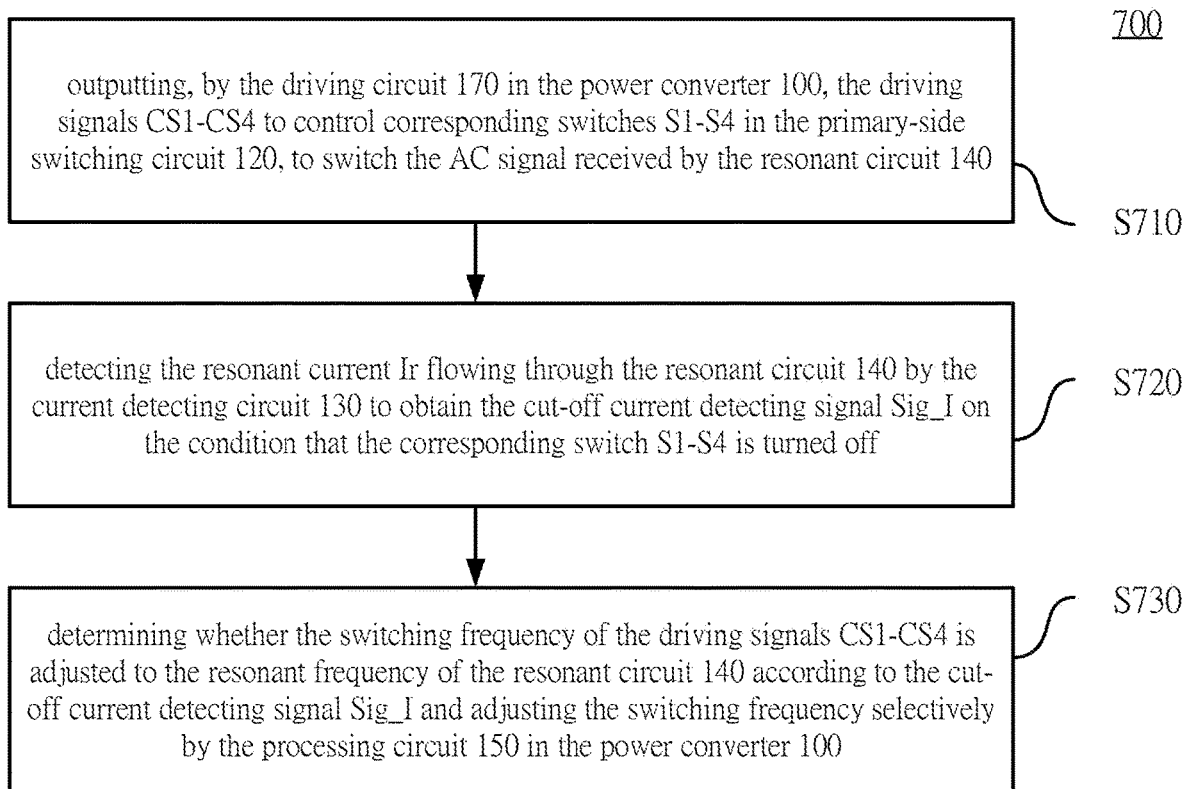 700
outputting, by the driving circuit 170 in the power converter 100, the driving
signals CS1-CS4 to control corresponding switches S1-S4 in the primary-side
switching circuit 120, to switch the AC signal received by the resonant circuit 140
S710
detecting the resonant current Ir flowing through the resonant circuit 140 by the
current detecting circuit 130 to obtain the cut-off current detecting signal Sig_I on
the condition that the corresponding switch S1-S4 is turned off
S720
determining whether the switching frequency of the driving signals CS1-CS4 is
adjusted to the resonant frequency of the resonant circuit 140 according to the cut-
off current detecting signal Sig_I and adjusting the switching frequency selectively
by the processing circuit 150 in the power converter 100
S730